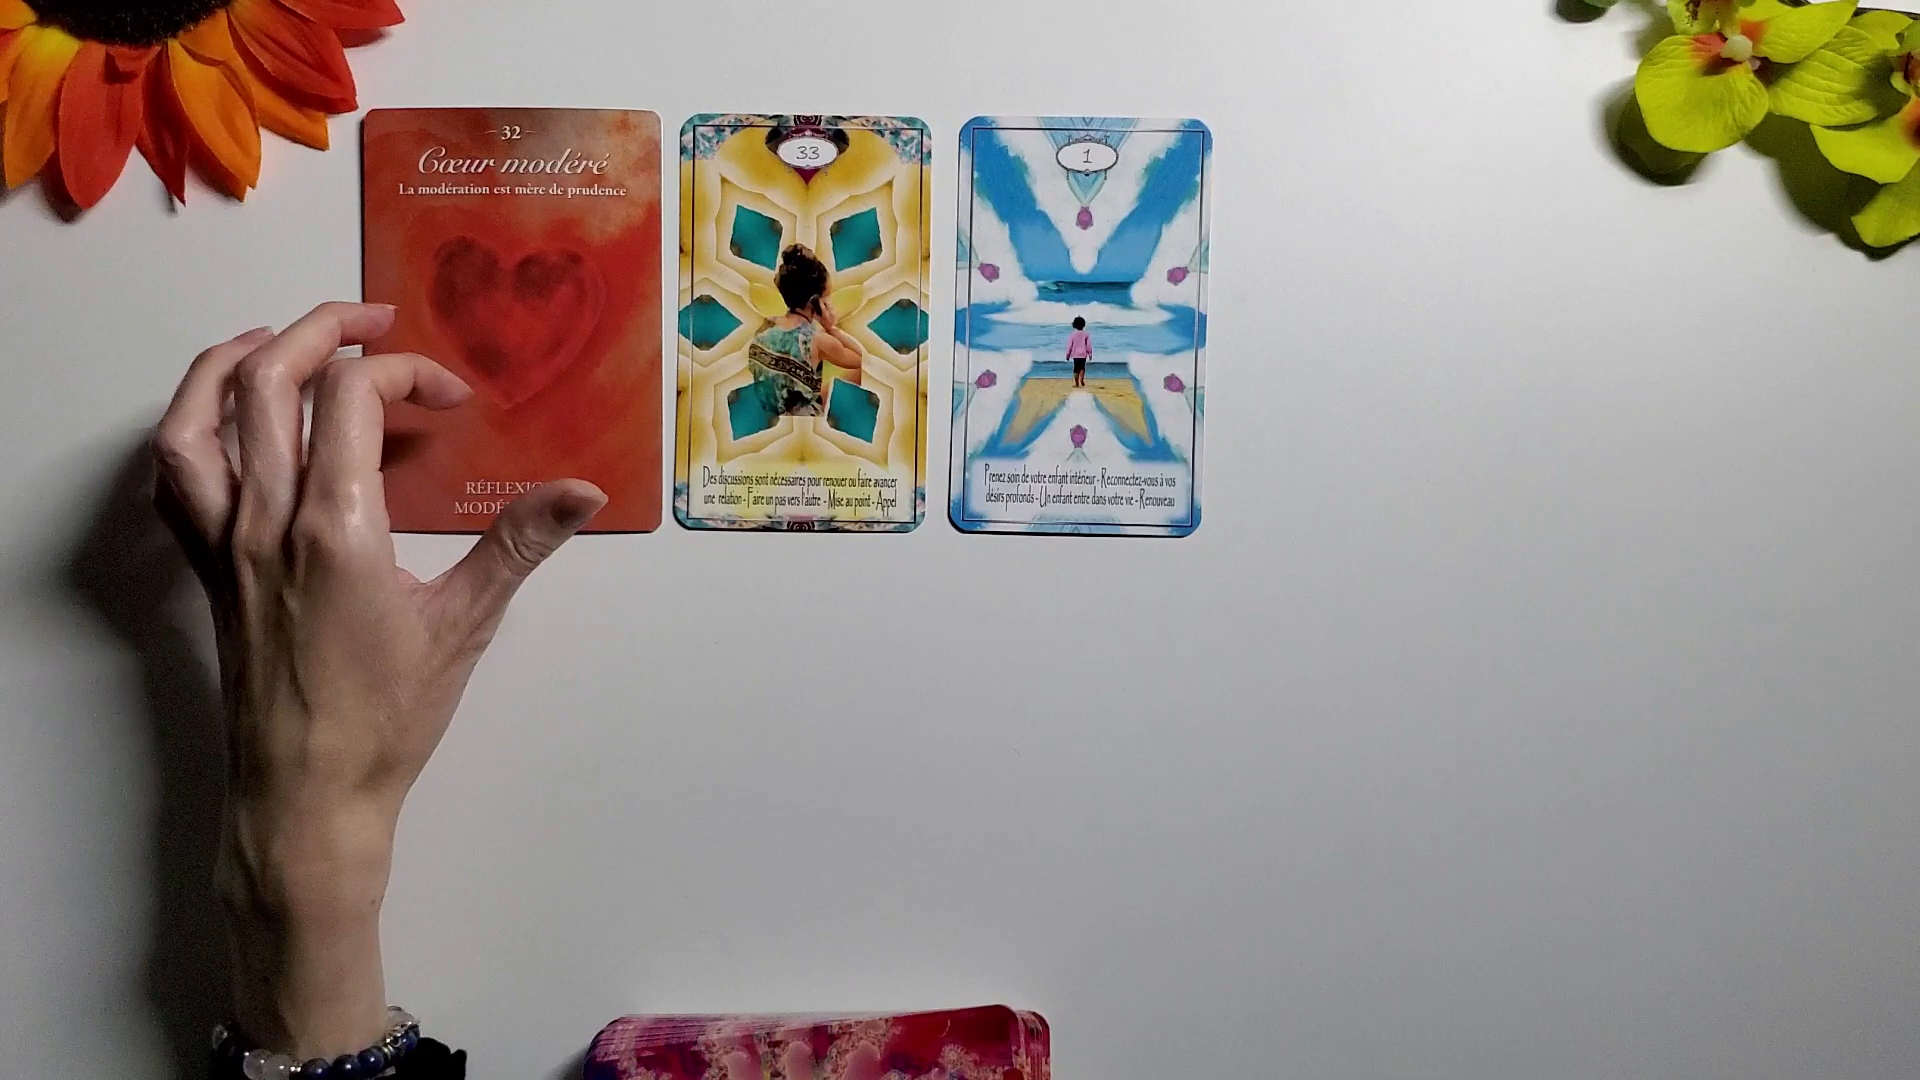 - 32 -
Cœur modéré
La modération est mère de prudence
33
Des discussions sont nécessaires pour renouer ou faire avancer
une relation - Faire un pas vers l'autre - Mise au point - Appel
1
Prenez soin de votre enfant intérieur - Reconnectez-vous à vos
désirs profonds - Un enfant entre dans votre vie - Renouveau